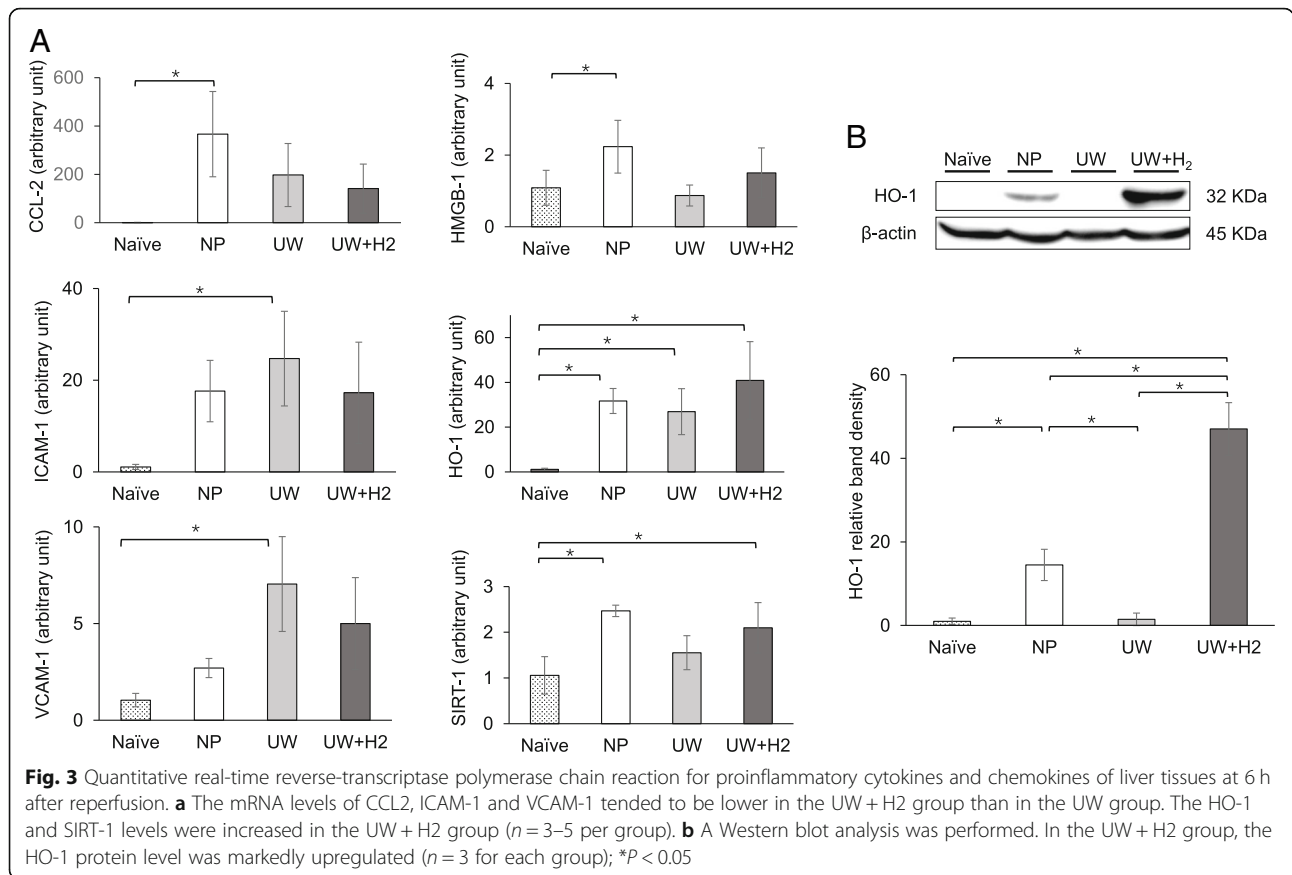 A
CCL-2 (arbitrary unit)
600
400
200
0
*
Naïve NP UW UW+H2
HMGB-1 (arbitrary unit)
4
2
0
*
Naïve NP UW UW+H2
ICAM-1 (arbitrary unit)
40
20
0
*
Naïve NP UW UW+H2
HO-1 (arbitrary unit)
60
40
20
0
*
*
*
Naïve NP UW UW+H2
VCAM-1 (arbitrary unit)
10
5
0
*
Naïve NP UW UW+H2
SIRT-1 (arbitrary unit)
3
2
1
0
*
*
Naïve NP UW UW+H2
B
Naïve NP UW UW+H₂
HO-1 32 KDa
β-actin 45 KDa
HO-1 relative band density
60
40
20
0
*
*
*
*
*
Naïve NP UW UW+H2
Fig. 3 Quantitative real-time reverse-transcriptase polymerase chain reaction for proinflammatory cytokines and chemokines of liver tissues at 6 h
after reperfusion. a The mRNA levels of CCL2, ICAM-1 and VCAM-1 tended to be lower in the UW + H2 group than in the UW group. The HO-1
and SIRT-1 levels were increased in the UW + H2 group (n = 3–5 per group). b A Western blot analysis was performed. In the UW + H2 group, the
HO-1 protein level was markedly upregulated (n = 3 for each group); *P < 0.05